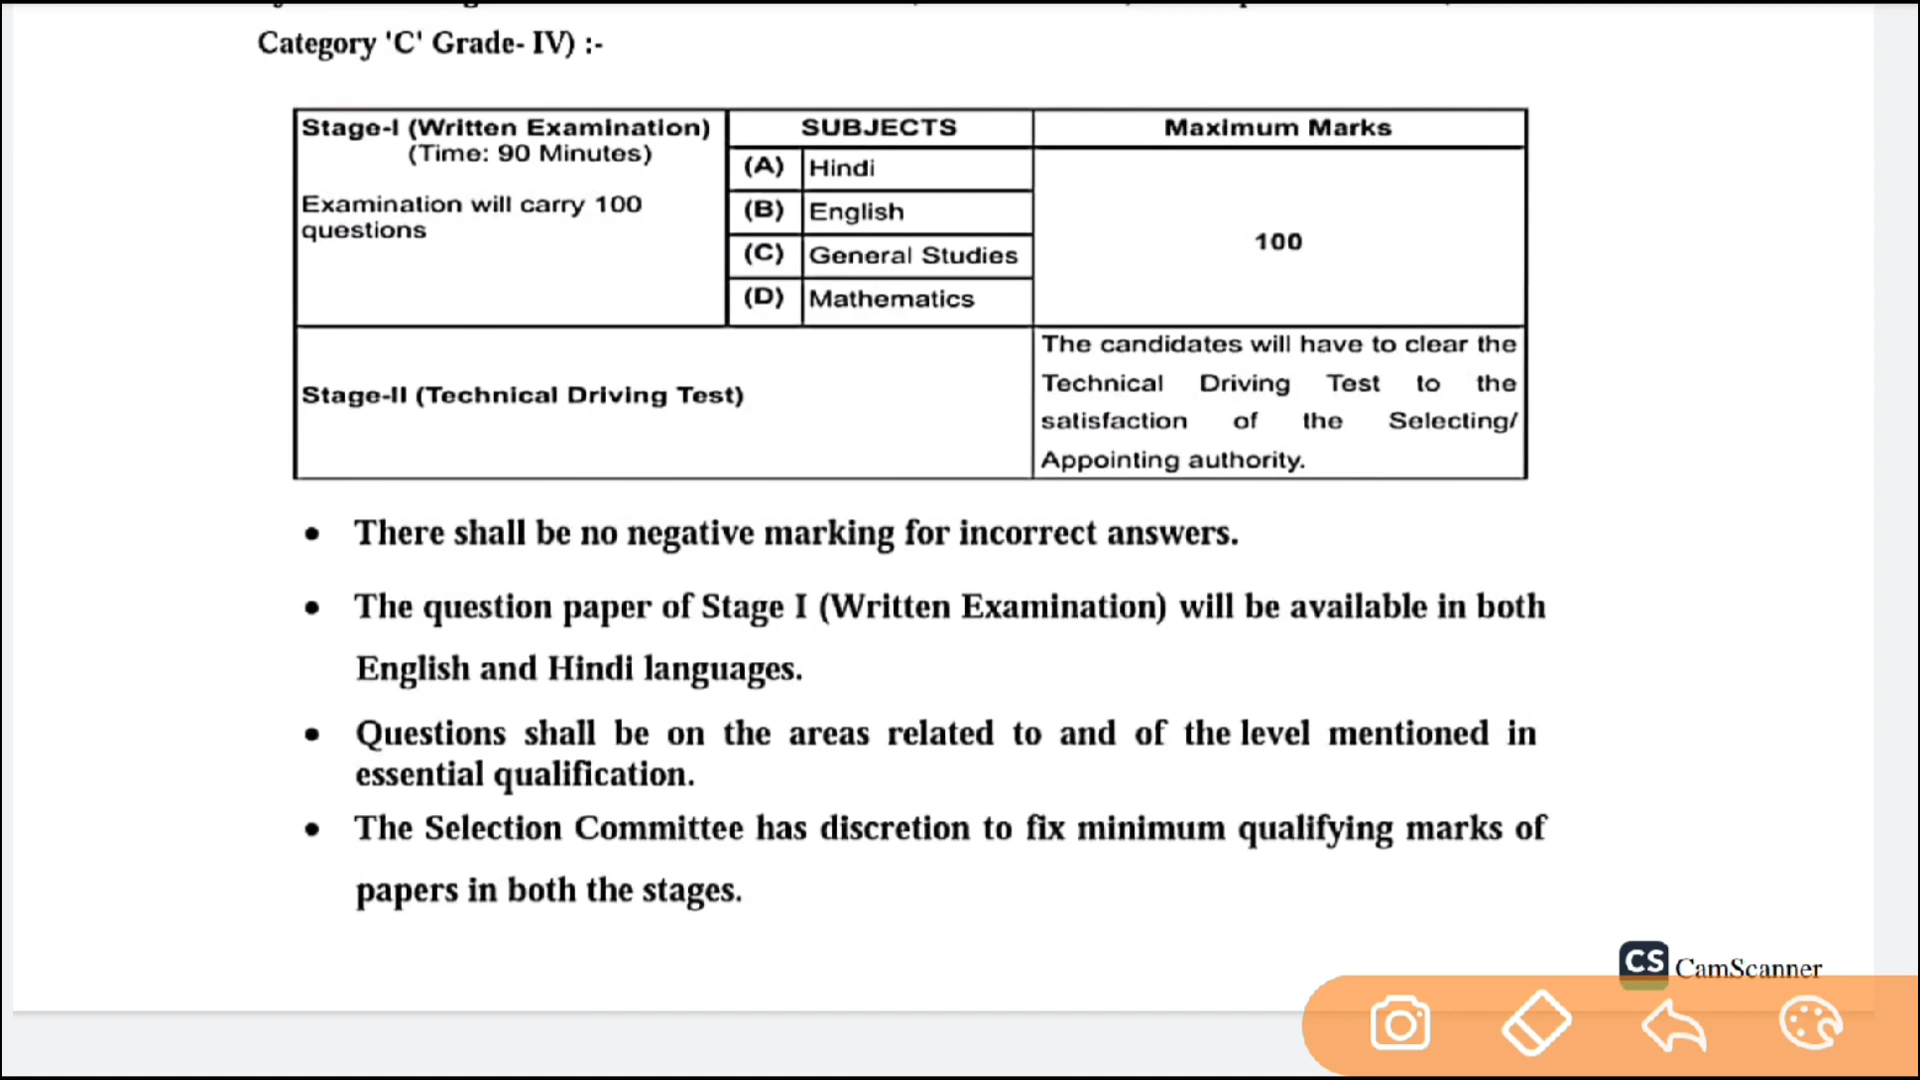 Category 'C' Grade- IV) :-
Stage-I (Written Examination)
(Time: 90 Minutes)
Examination will carry 100
questions
SUBJECTS
Maximum Marks
(A) Hindi
(B) English
(C) General Studies
(D) Mathematics
100
Stage-II (Technical Driving Test)
The candidates will have to clear the
Technical Driving Test to the
satisfaction of the Selecting/
Appointing authority.
• There shall be no negative marking for incorrect answers.
• The question paper of Stage I (Written Examination) will be available in both
English and Hindi languages.
• Questions shall be on the areas related to and of the level mentioned in
essential qualification.
• The Selection Committee has discretion to fix minimum qualifying marks of
papers in both the stages.
CS CamScanner